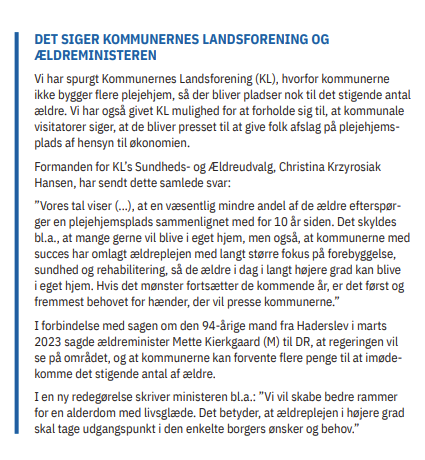 DET SIGER KOMMUNERNES LANDSFORENING OG
ÆLDREMINISTEREN
Vi har spurgt Kommunernes Landsforening (KL), hvorfor kommunerne
ikke bygger flere plejehjem, så der bliver pladser nok til det stigende antal
ældre. Vi har også givet KL mulighed for at forholde sig til, at kommunale
visitatorer siger, at de bliver presset til at give folk afslag på plejehjems-
plads af hensyn til økonomien.
Formanden for KL’s Sundheds- og Ældreudvalg, Christina Krzyrosiak
Hansen, har sendt dette samlede svar:
”Vores tal viser (...), at en væsentlig mindre andel af de ældre efterspør-
ger en plejehjemsplads sammenlignet med for 10 år siden. Det skyldes
bl.a., at mange gerne vil blive i eget hjem, men også, at kommunerne med
succes har omlagt ældreplejen med langt større fokus på forebyggelse,
sundhed og rehabilitering, så de ældre i dag i langt højere grad kan blive
i eget hjem. Hvis det mønster fortsætter de kommende år, er det først og
fremmest behovet for hænder, der vil presse kommunerne.”
I forbindelse med sagen om den 94-årige mand fra Haderslev i marts
2023 sagde ældreminister Mette Kierkgaard (M) til DR, at regeringen vil
se på området, og at kommunerne kan forvente flere penge til at imøde-
komme det stigende antal af ældre.
I en ny redegørelse skriver ministeren bl.a.: ”Vi vil skabe bedre rammer
for en alderdom med livsglæde. Det betyder, at ældreplejen i højere grad
skal tage udgangspunkt i den enkelte borgers ønsker og behov.”